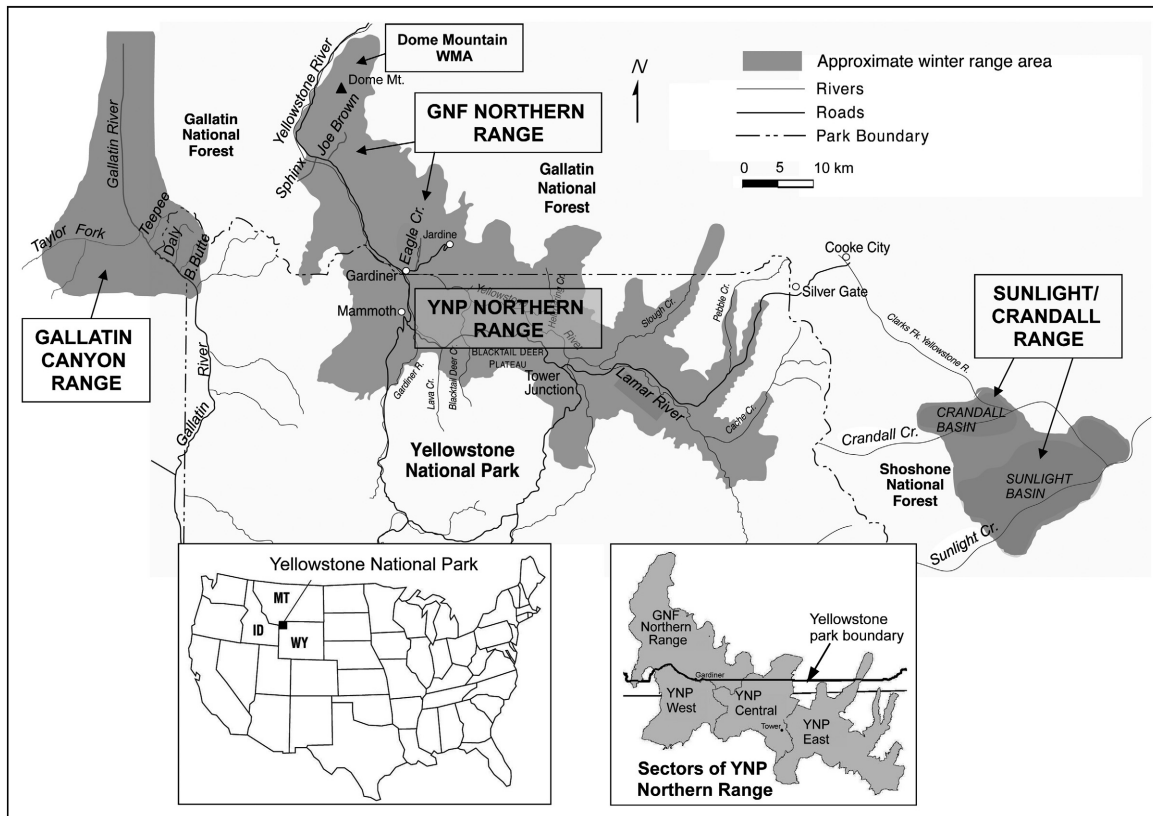 Dome Mountain
WMA
Yellowstone River
Dome Mt.
Joe Brown
Sphinx
GNF NORTHERN
RANGE
Gallatin
National
Forest
Gallatin River
N
Approximate winter range area
Rivers
Roads
Park Boundary
0 5 10 km
Gallatin
National
Forest
Taylor Fork
Teepee
Daly
B.Butte
Eagle Cr.
Jardine
Gardiner
Mammoth
Yellowstone
Hellroaring Cr.
River
YNP NORTHERN
RANGE
BLACKTAIL DEER
PLATEAU
Slough Cr.
Pebble Cr.
Cooke City
Silver Gate
Clarks Fk. Yellowstone R.
GALLATIN
CANYON
RANGE
Gallatin
River
Gardiner R.
Lava Cr.
Blacktail Deer C
Tower
Junction
Lamar River
Cache Cr.
Yellowstone
National Park
SUNLIGHT/
CRANDALL
RANGE
CRANDALL
BASIN
Crandall Cr.
Shoshone
National
Forest
SUNLIGHT
BASIN
Sunlight Cr.
Yellowstone National Park
MT
ID
WY
GNF
Northern
Range
Yellowstone
park boundary
Gardiner
YNP
West
YNP
Central
Tower
YNP
East
Sectors of YNP
Northern Range